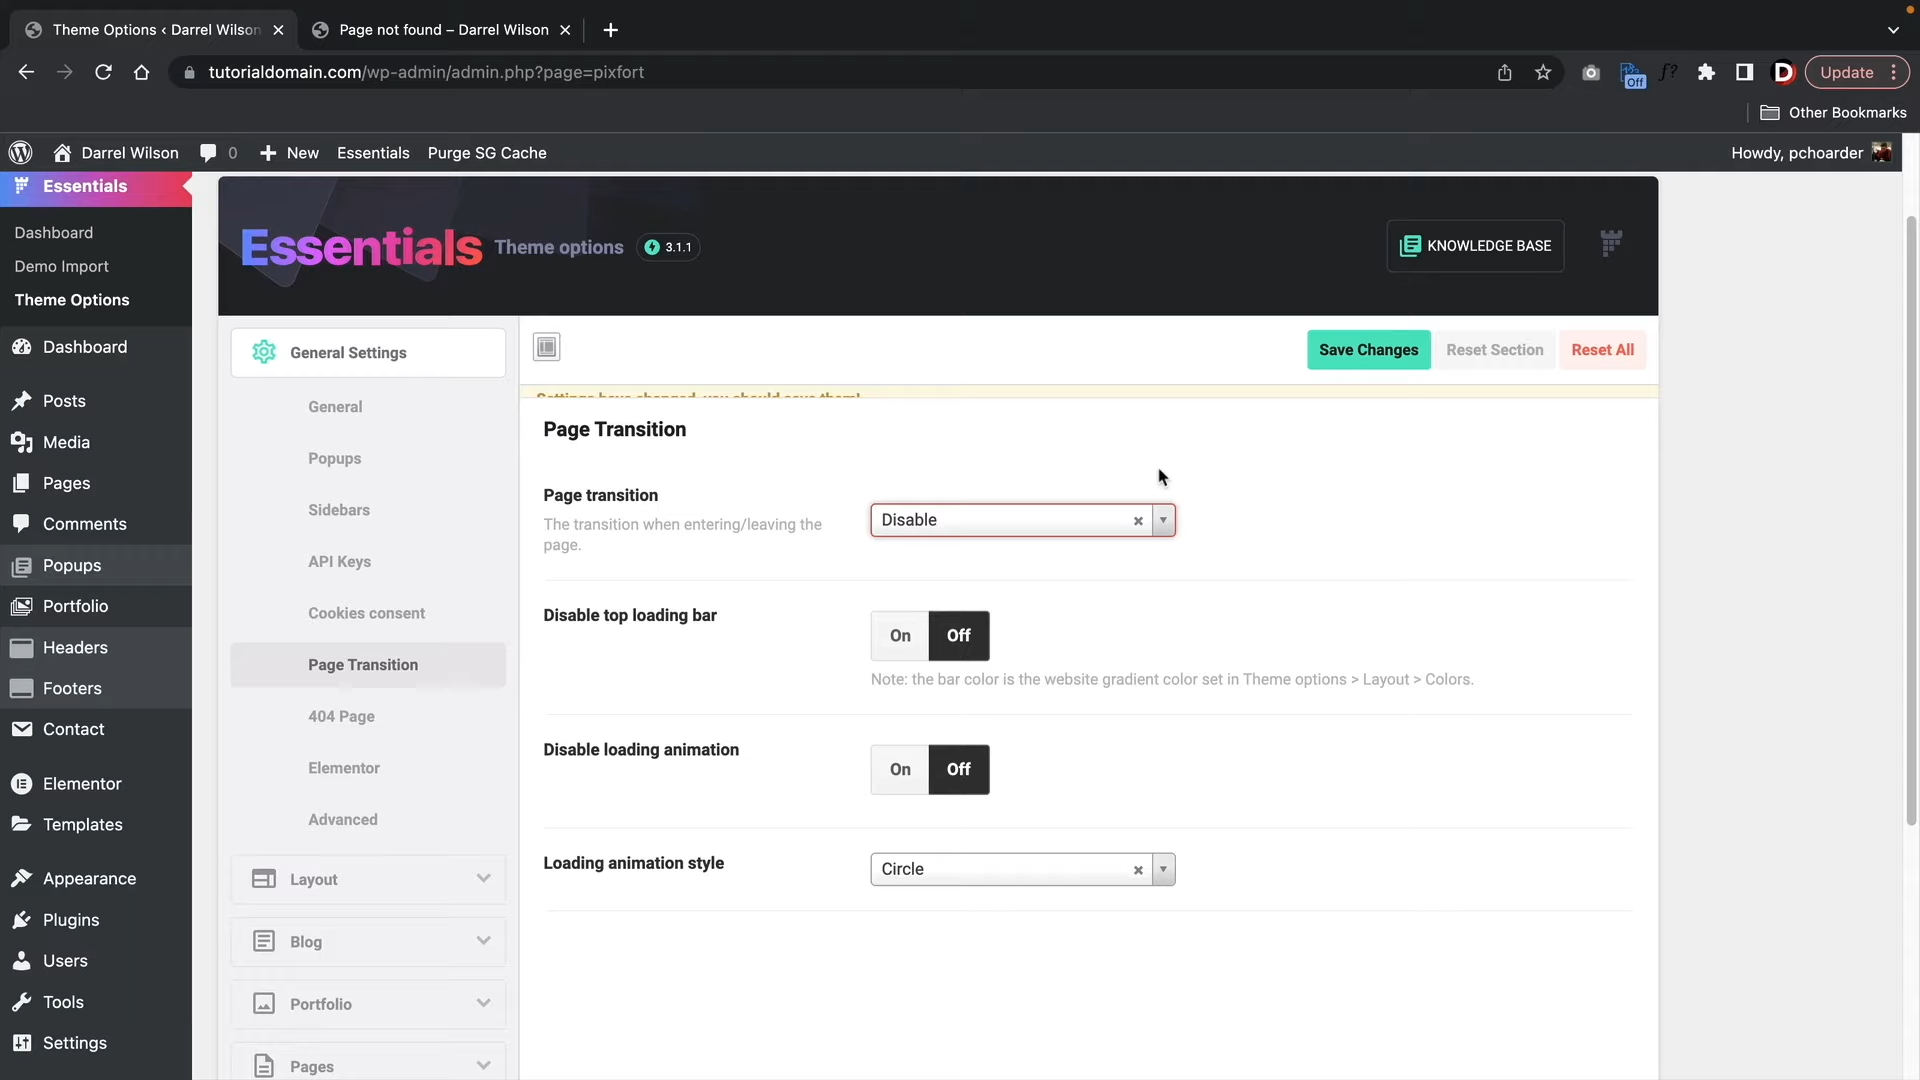 Theme Options ‹ Darrel Wilson
Page not found – Darrel Wilson
tutorialdomain.com/wp-admin/admin.php?page=pixfort
Off
f?
D
Update
Other Bookmarks
Darrel Wilson
0
New
Essentials
Purge SG Cache
Howdy, pchoarder
Essentials
Dashboard
Demo Import
Theme Options
Dashboard
Posts
Media
Pages
Comments
Popups
Portfolio
Headers
Footers
Contact
Elementor
Templates
Appearance
Plugins
Users
Tools
Settings
Essentials Theme options 3.1.1
KNOWLEDGE BASE
General Settings
General
Popups
Sidebars
API Keys
Cookies consent
Page Transition
404 Page
Elementor
Advanced
Layout
Blog
Portfolio
Pages
Save Changes
Reset Section
Reset All
Settings have changed, you should save them!
Page Transition
Page transition
The transition when entering/leaving the
page.
Disable
Disable top loading bar
On Off
Note: the bar color is the website gradient color set in Theme options > Layout > Colors.
Disable loading animation
On Off
Loading animation style
Circle